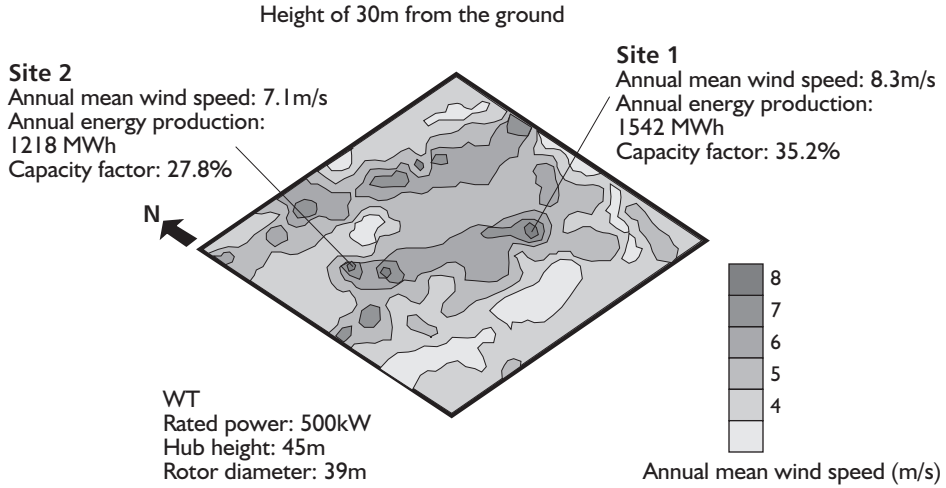 Height of 30m from the ground
Site 2
Annual mean wind speed: 7.1m/s
Annual energy production:
1218 MWh
Capacity factor: 27.8%
Site 1
Annual mean wind speed: 8.3m/s
Annual energy production:
1542 MWh
Capacity factor: 35.2%
N
8
7
6
5
4
WT
Rated power: 500kW
Hub height: 45m
Rotor diameter: 39m
Annual mean wind speed (m/s)